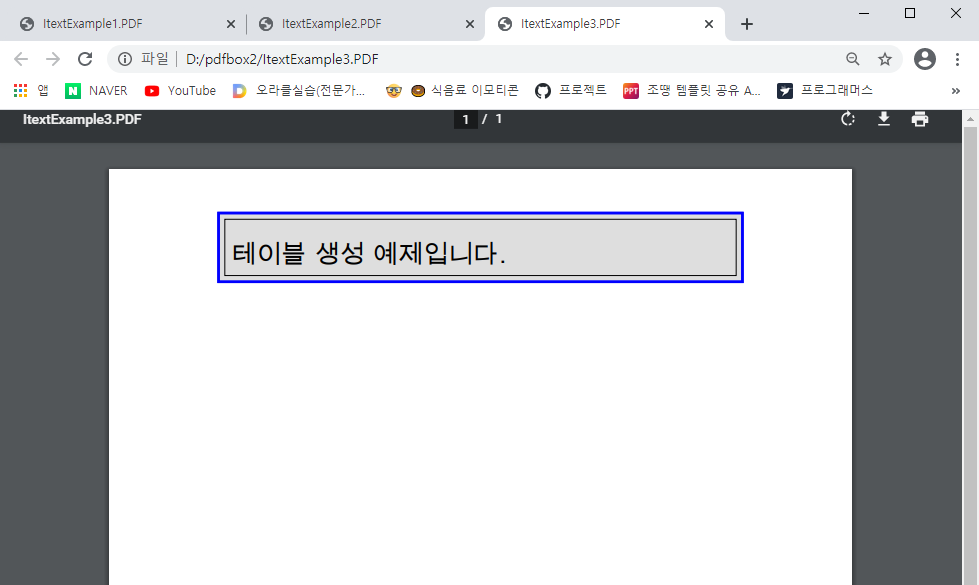 ItextExample1.PDF
ItextExample2.PDF
ItextExample3.PDF
파일 | D:/pdfbox2/ItextExample3.PDF
앱 N NAVER YouTube 오라클실습(전문가... 식음료 이모티콘 프로젝트 PPT 조땡 템플릿 공유 A... 프로그래머스 »
ItextExample3.PDF 1 / 1
테이블 생성 예제입니다.